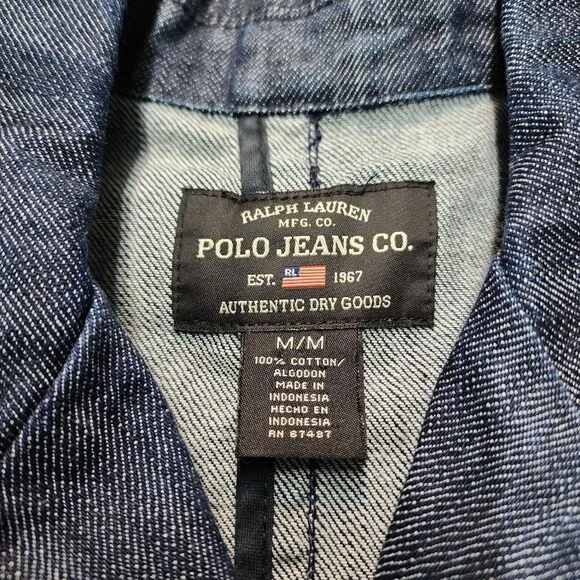 RALPH LAUREN
MFG. CO.
POLO JEANS CO.
EST. RL 1967
AUTHENTIC DRY GOODS
M/M
100% COTTON/
ALGODON
MADE IN
INDONESIA
HECHO EN
INDONESIA
RN 67487